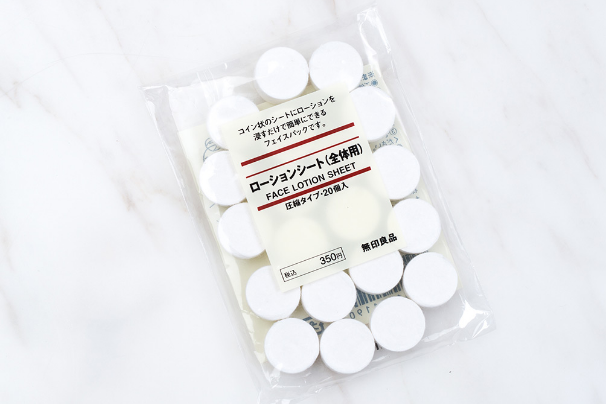 コイン状のシートにローションを
浸すだけで簡単にできる
フェイスパックです。
ローションシート(全体用)
FACE LOTION SHEET
圧縮タイプ・20個入
無印良品
税込 350円